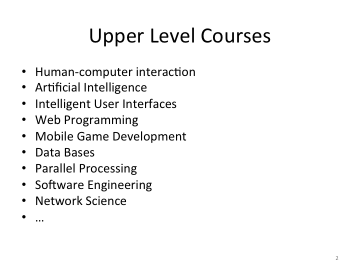 Upper Level Courses
• Human-computer interaction
• Artificial Intelligence
• Intelligent User Interfaces
• Web Programming
• Mobile Game Development
• Data Bases
• Parallel Processing
• Software Engineering
• Network Science
• …
2